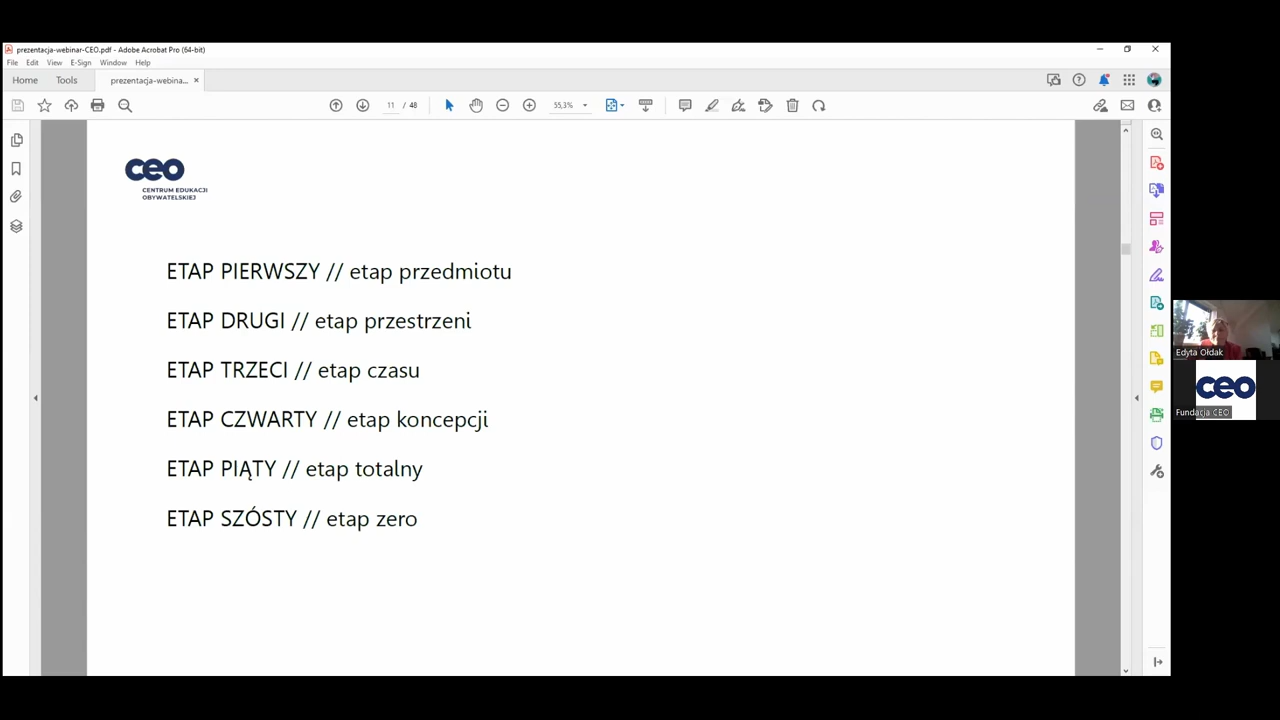 prezentacja-webinar-CEO.pdf - Adobe Acrobat Pro (64-bit)
File Edit View E-Sign Window Help
Home Tools prezentacja-webina... ×
11 / 48 55,3%
ceo
CENTRUM EDUKACJI
OBYWATELSKIEJ
ETAP PIERWSZY // etap przedmiotu
ETAP DRUGI // etap przestrzeni
ETAP TRZECI // etap czasu
ETAP CZWARTY // etap koncepcji
ETAP PIĄTY // etap totalny
ETAP SZÓSTY // etap zero
Edyta Ołdak
ceo
Fundacja CEO